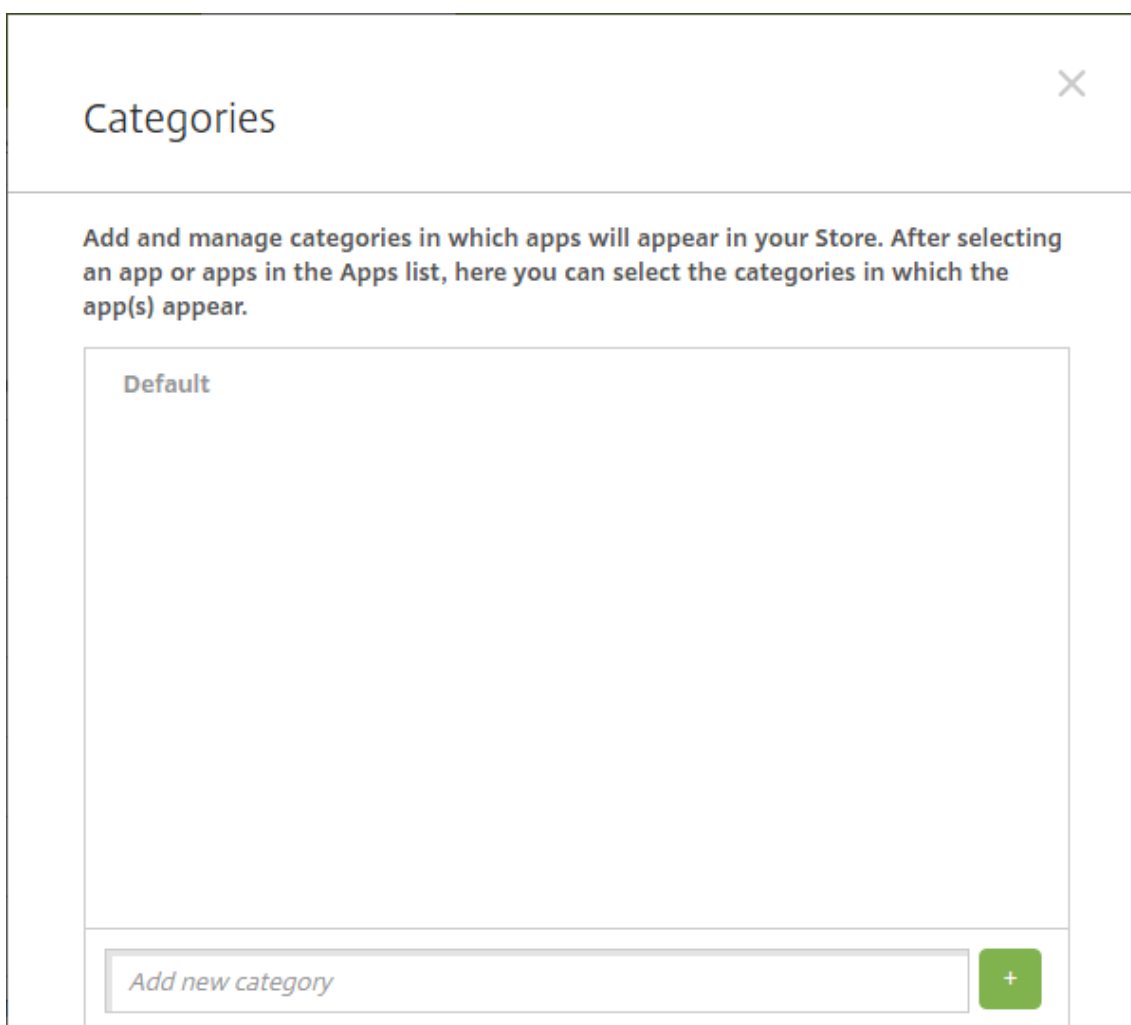 Categories
Add and manage categories in which apps will appear in your Store. After selecting
an app or apps in the Apps list, here you can select the categories in which the
app(s) appear.
Default
Add new category
+